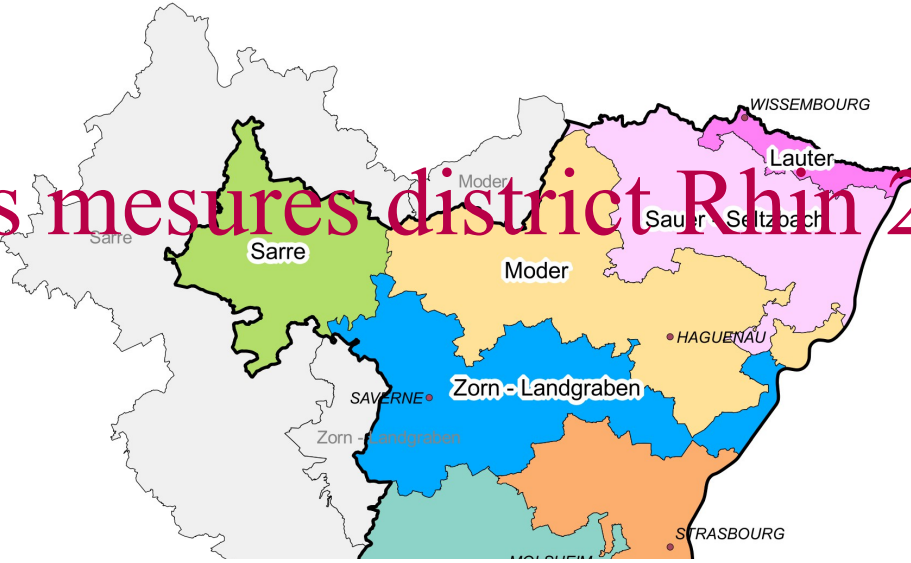 WISSEMBOURG
Lauter
Moder
s mesures district Rhin 2
Sauer - Seltzbach
Sarre
Sarre
Moder
HAGUENAU
Zorn - Landgraben
SAVERNE
Zorn - Landgraben
STRASBOURG
MOLSHEIM